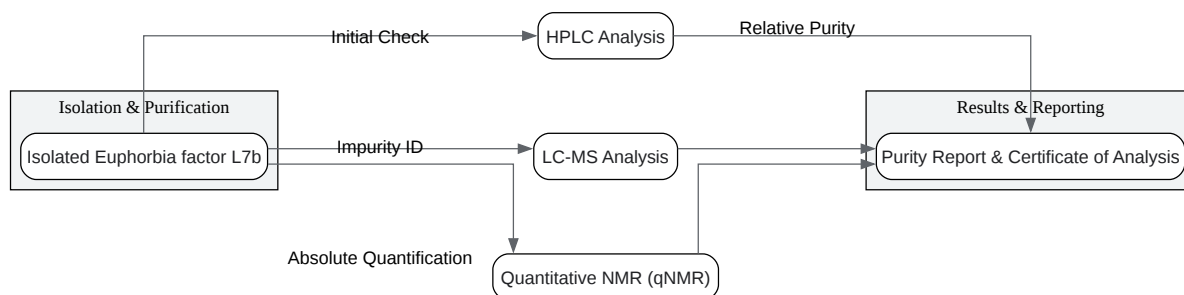 Initial Check
HPLC Analysis
Relative Purity
Isolation & Purification
Results & Reporting
Isolated Euphorbia factor L7b
Impurity ID
LC-MS Analysis
Purity Report & Certificate of Analysis
Absolute Quantification
Quantitative NMR (qNMR)